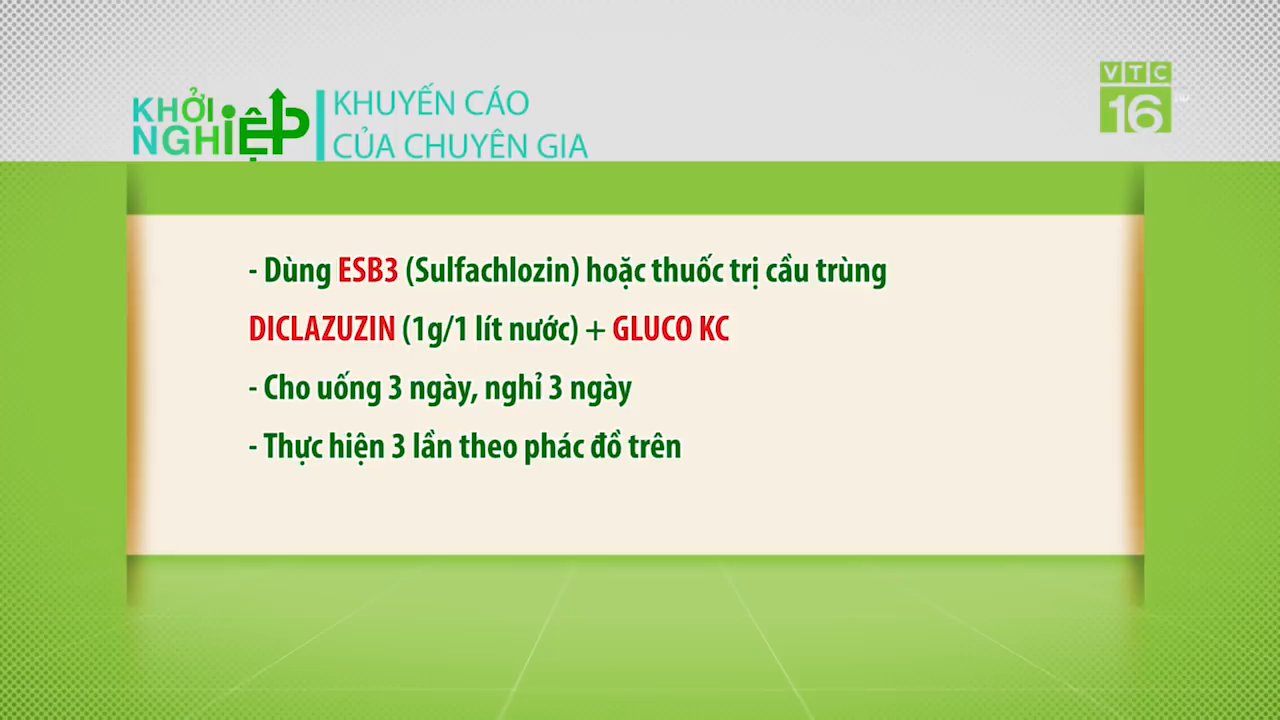 KHỞI NGHIỆP
KHUYẾN CÁO
CỦA CHUYÊN GIA
VTC
16
- Dùng ESB3 (Sulfachlozin) hoặc thuốc trị cầu trùng
DICLAZUZIN (1g/1 lít nước) + GLUCO KC
- Cho uống 3 ngày, nghỉ 3 ngày
- Thực hiện 3 lần theo phác đồ trên